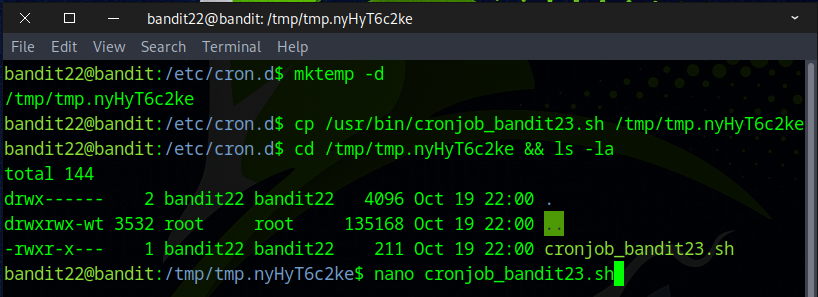 bandit22@bandit: /tmp/tmp.nyHyT6c2ke
File Edit View Search Terminal Help
bandit22@bandit:/etc/cron.d$ mktemp -d
/tmp/tmp.nyHyT6c2ke
bandit22@bandit:/etc/cron.d$ cp /usr/bin/cronjob_bandit23.sh /tmp/tmp.nyHyT6c2ke
bandit22@bandit:/etc/cron.d$ cd /tmp/tmp.nyHyT6c2ke && ls -la
total 144
drwx------    2 bandit22 bandit22   4096 Oct 19 22:00 .
drwxrwx-wt 3532 root     root     135168 Oct 19 22:00 ..
-rwxr-x---    1 bandit22 bandit22    211 Oct 19 22:00 cronjob_bandit23.sh
bandit22@bandit:/tmp/tmp.nyHyT6c2ke$ nano cronjob_bandit23.sh